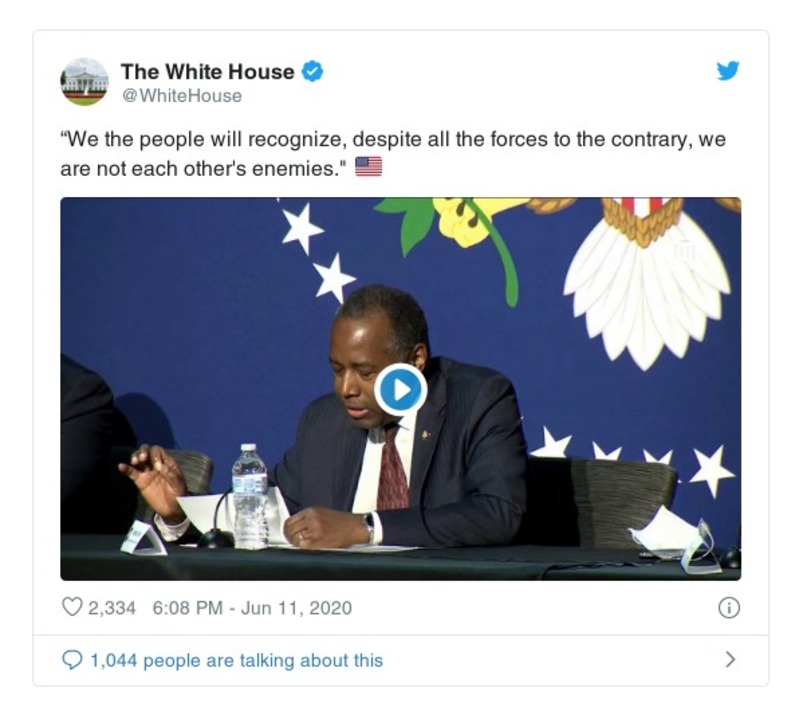 The White House
@WhiteHouse
“We the people will recognize, despite all the forces to the contrary, we
are not each other's enemies."
2,334 6:08 PM - Jun 11, 2020
1,044 people are talking about this